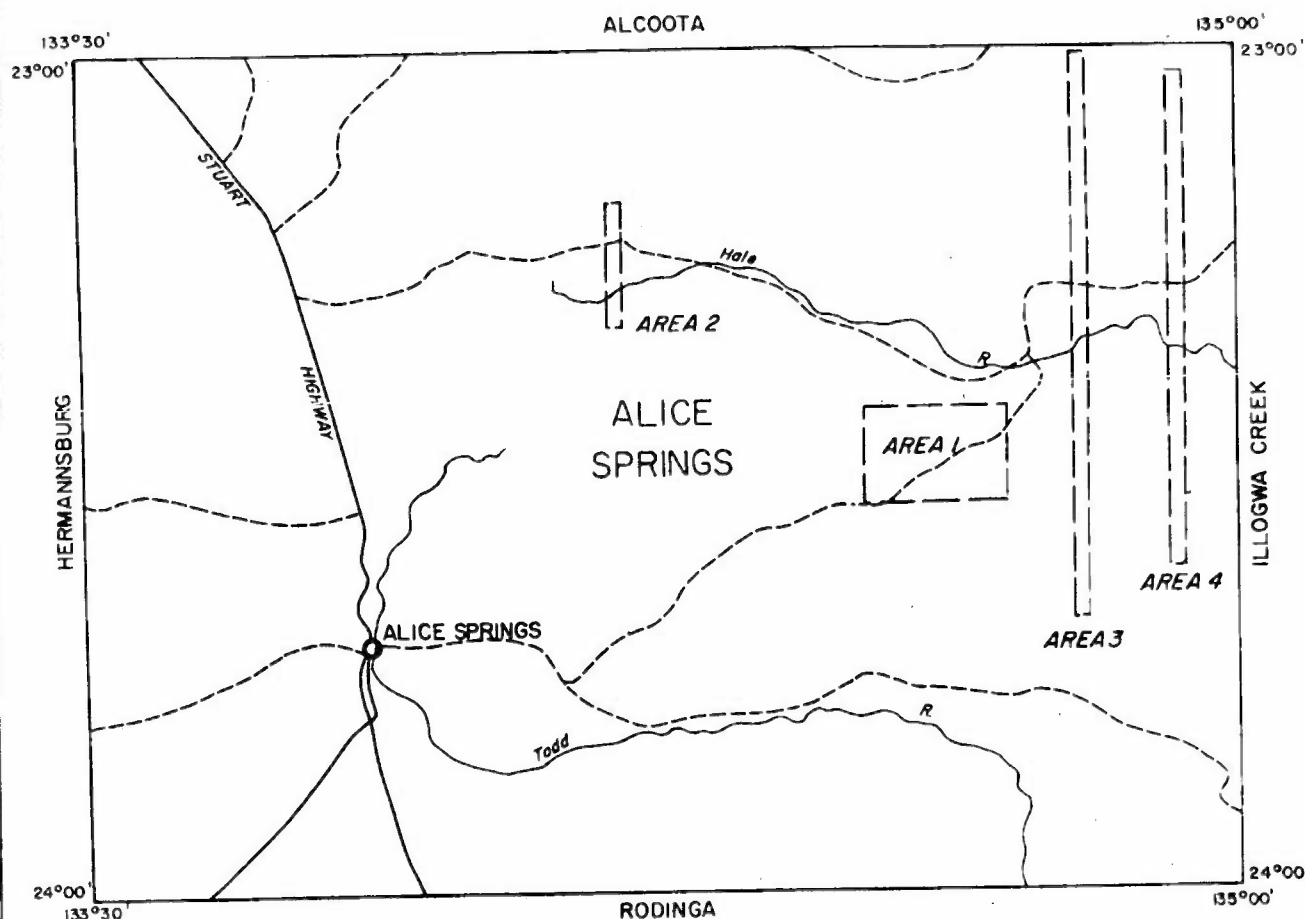 ALCOOTA
133°30'
135°00'
23°00'
23°00'
STUART
HIGHWAY
Hale
R
AREA 2
ALICE
SPRINGS
AREA 1
HERMANNSBURG
ILLOGWA CREEK
AREA 4
AREA 3
ALICE SPRINGS
Todd
R
24°00'
24°00'
133°30'
135°00'
RODINGA